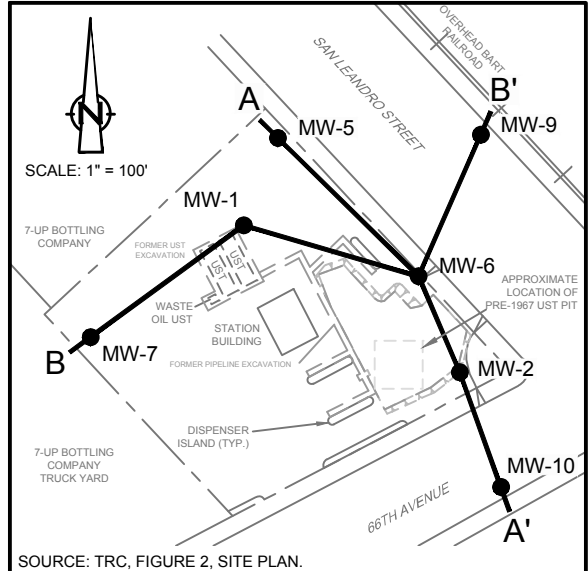 OVERHEAD BART
RAILROAD
SAN LEANDRO STREET
N
A
B'
MW-5
MW-9
SCALE: 1" = 100'
MW-1
7-UP BOTTLING
COMPANY
FORMER UST
EXCAVATION
UST
UST
MW-6
APPROXIMATE
LOCATION OF
PRE-1967 UST PIT
WASTE
OIL UST
STATION
BUILDING
MW-7
B
FORMER PIPELINE EXCAVATION
MW-2
DISPENSER
ISLAND (TYP.)
7-UP BOTTLING
COMPANY
TRUCK YARD
MW-10
66TH AVENUE
A'
SOURCE: TRC, FIGURE 2, SITE PLAN.